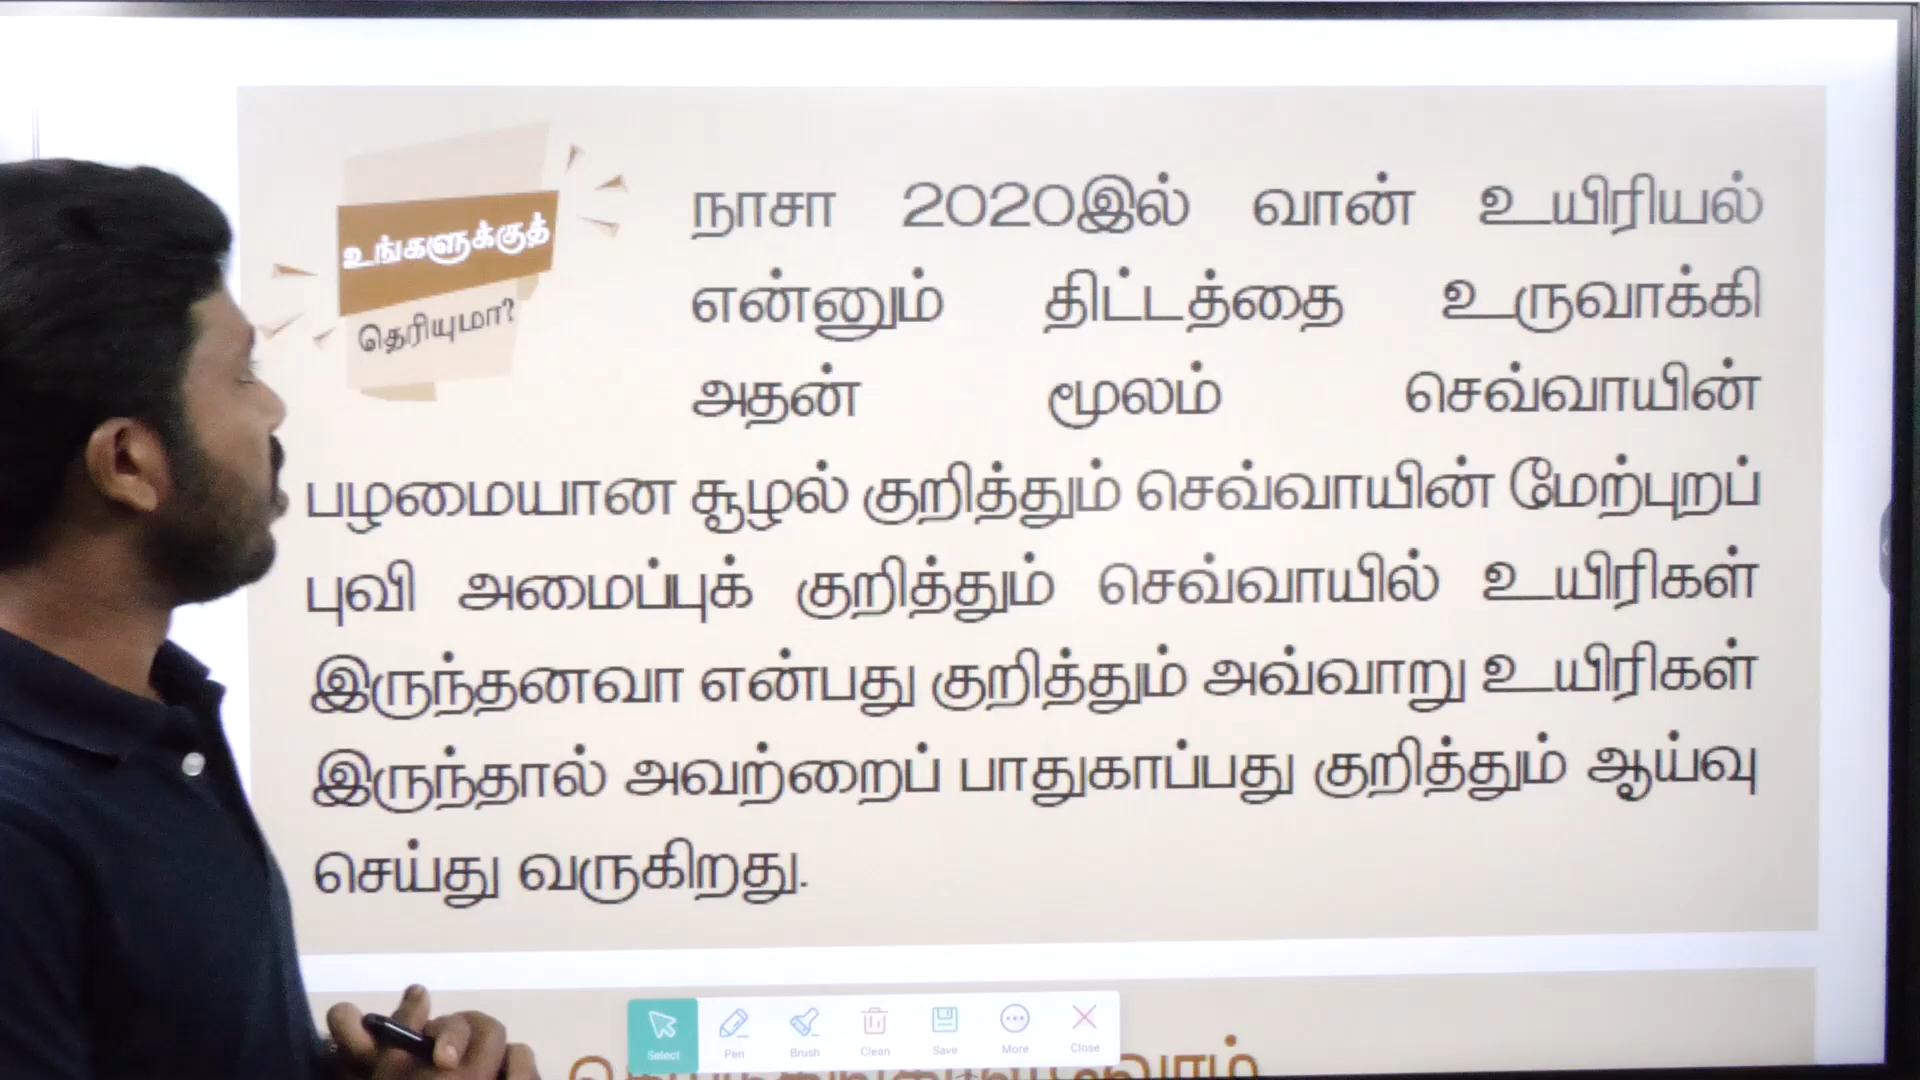 உங்களுக்குத்
தெரியுமா?
நாசா 2020இல் வான் உயிரியல்
என்னும் திட்டத்தை உருவாக்கி
அதன் மூலம் செவ்வாயின்
பழமையான சூழல் குறித்தும் செவ்வாயின் மேற்புறப்
புவி அமைப்புக் குறித்தும் செவ்வாயில் உயிரிகள்
இருந்தனவா என்பது குறித்தும் அவ்வாறு உயிரிகள்
இருந்தால் அவற்றைப் பாதுகாப்பது குறித்தும் ஆய்வு
செய்து வருகிறது.
Select Pen Brush Clean Save More Close